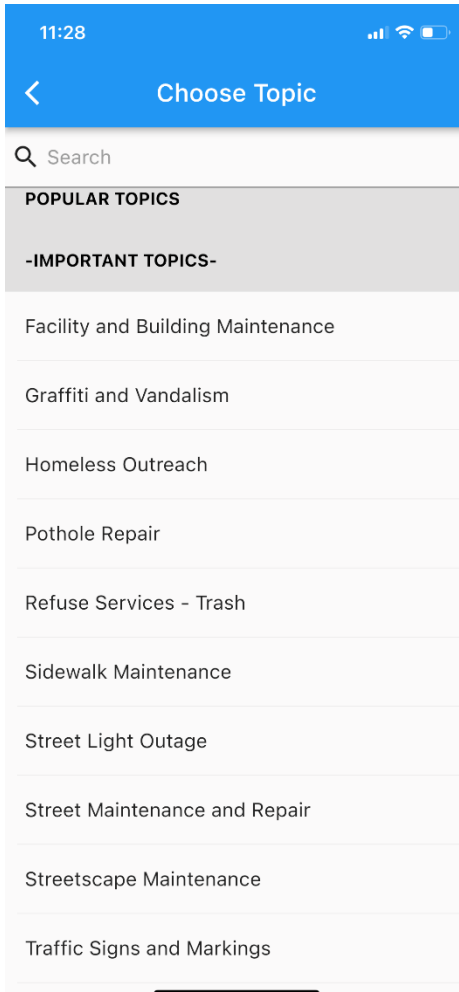 11:28
Choose Topic
Search
POPULAR TOPICS
-IMPORTANT TOPICS-
Facility and Building Maintenance
Graffiti and Vandalism
Homeless Outreach
Pothole Repair
Refuse Services - Trash
Sidewalk Maintenance
Street Light Outage
Street Maintenance and Repair
Streetscape Maintenance
Traffic Signs and Markings